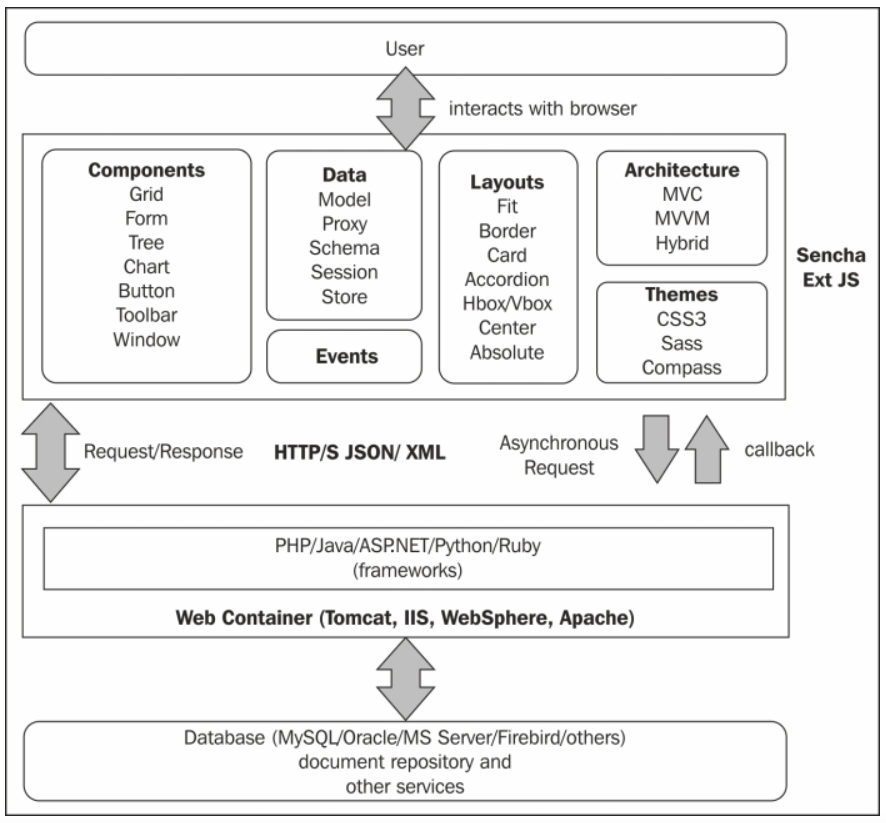 User
interacts with browser
Components
Grid
Form
Tree
Chart
Button
Toolbar
Window
Data
Model
Proxy
Schema
Session
Store
Events
Layouts
Fit
Border
Card
Accordion
Hbox/Vbox
Center
Absolute
Architecture
MVC
MVVM
Hybrid
Themes
CSS3
Sass
Compass
Sencha
Ext JS
Request/Response
HTTP/S JSON/ XML
Asynchronous
Request
callback
PHP/Java/ASP.NET/Python/Ruby
(frameworks)
Web Container (Tomcat, IIS, WebSphere, Apache)
Database (MySQL/Oracle/MS Server/Firebird/others)
document repository and
other services